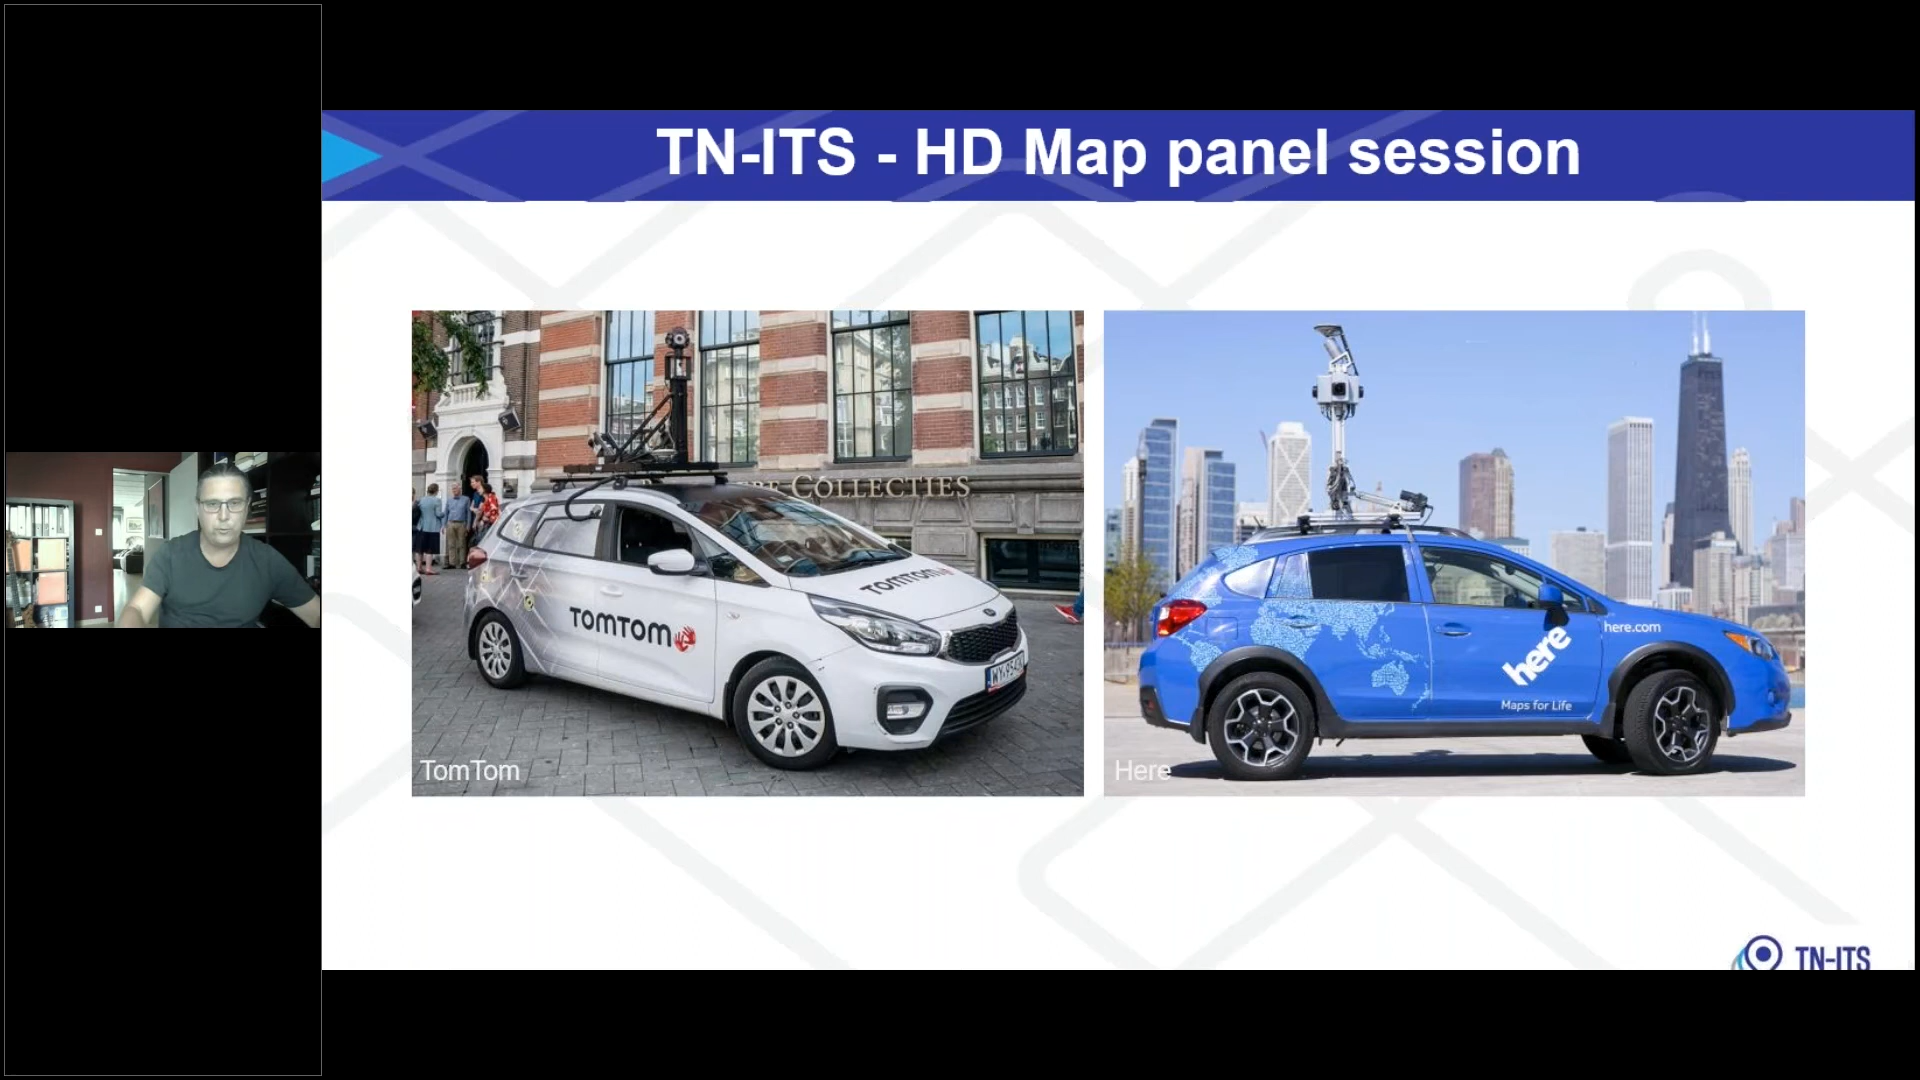 TN-ITS - HD Map panel session
COLLECTIES
TOMTOM
TOMTOM
TomTom
here
here.com
Maps for Life
Here
TN-ITS